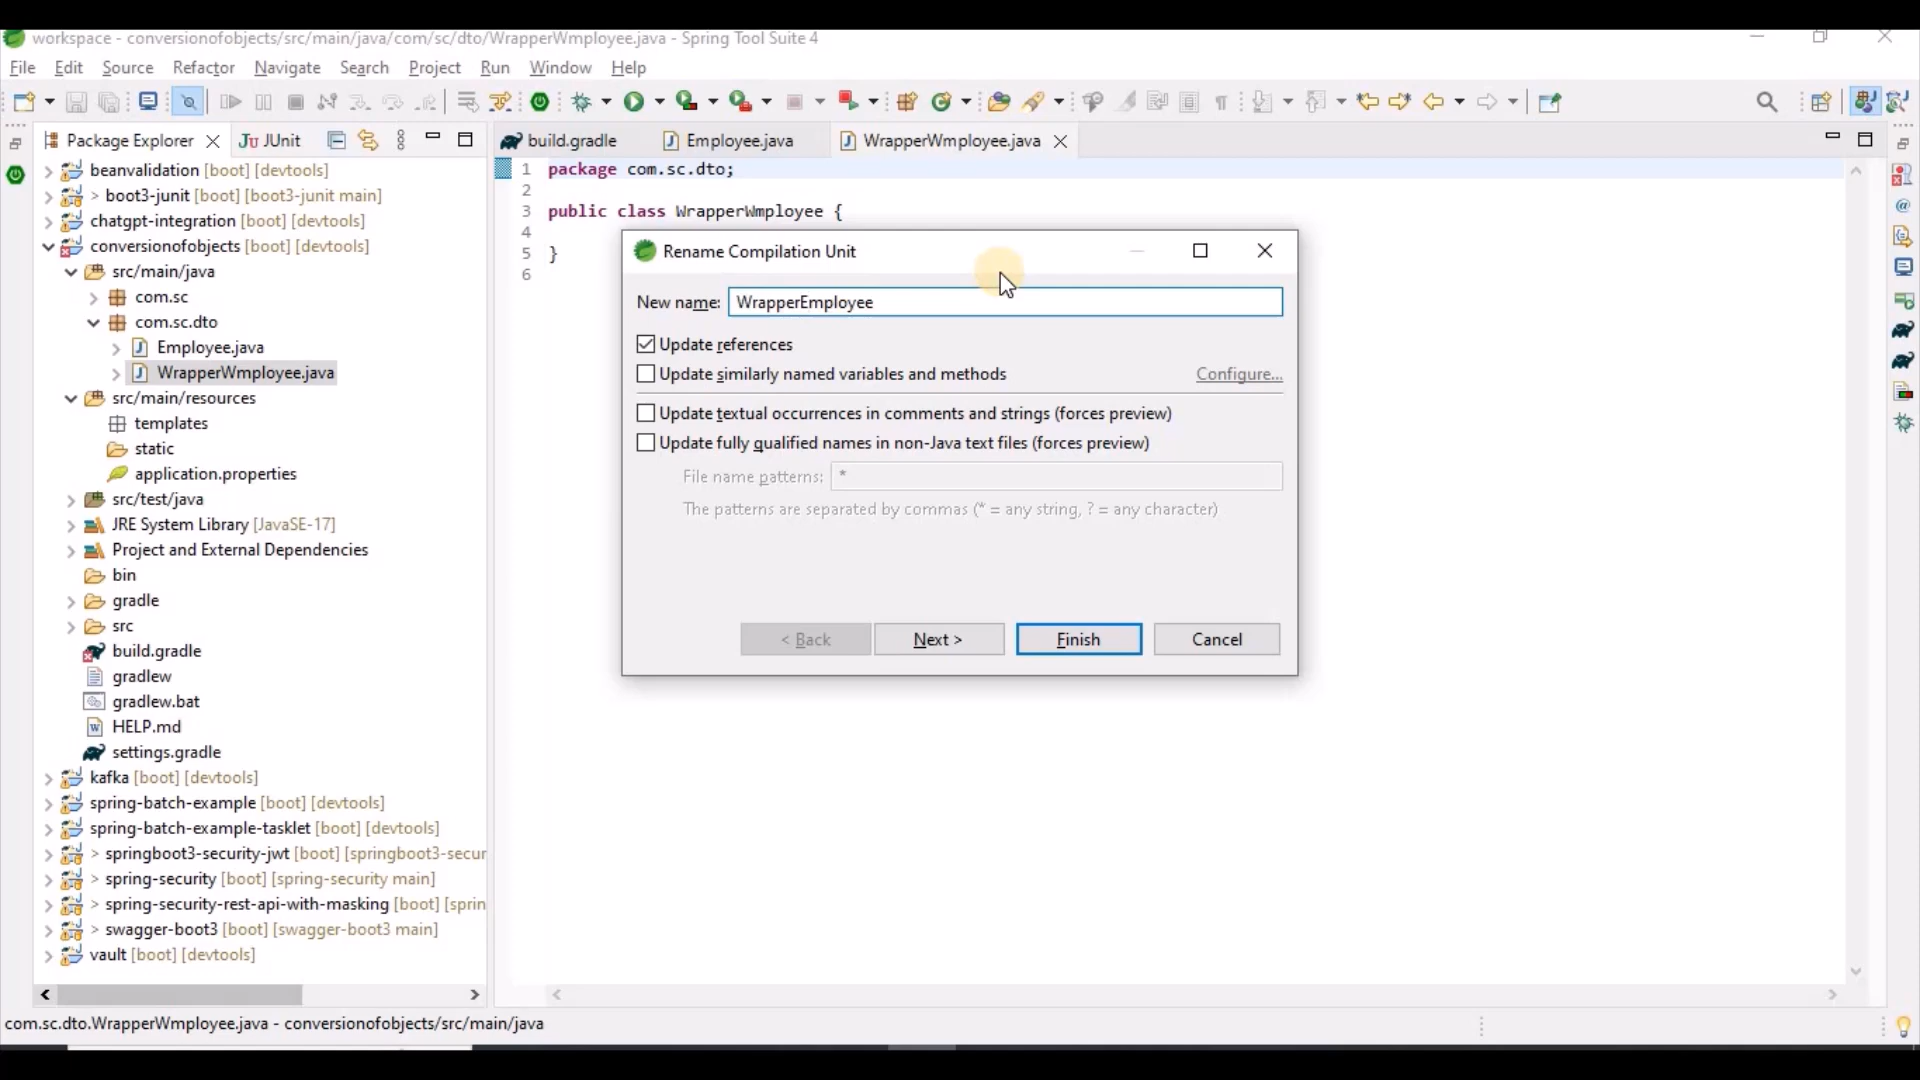 workspace - conversionofobjects/src/main/java/com/sc/dto/WrapperWmployee.java - Spring Tool Suite 4
File Edit Source Refactor Navigate Search Project Run Window Help
Package Explorer
JUnit
build.gradle
Employee.java
WrapperWmployee.java
beanvalidation [boot] [devtools]
> boot3-junit [boot] [boot3-junit main]
chatgpt-integration [boot] [devtools]
conversionofobjects [boot] [devtools]
src/main/java
com.sc
com.sc.dto
Employee.java
WrapperWmployee.java
src/main/resources
templates
static
application.properties
src/test/java
JRE System Library [JavaSE-17]
Project and External Dependencies
bin
gradle
src
build.gradle
gradlew
gradlew.bat
HELP.md
settings.gradle
kafka [boot] [devtools]
spring-batch-example [boot] [devtools]
spring-batch-example-tasklet [boot] [devtools]
> springboot3-security-jwt [boot] [springboot3-secur
> spring-security [boot] [spring-security main]
> spring-security-rest-api-with-masking [boot] [sprin
> swagger-boot3 [boot] [swagger-boot3 main]
vault [boot] [devtools]
1 package com.sc.dto;
2
3 public class WrapperWmployee {
4
5 }
6
Rename Compilation Unit
New name: WrapperEmployee
Update references
Update similarly named variables and methods
Configure...
Update textual occurrences in comments and strings (forces preview)
Update fully qualified names in non-Java text files (forces preview)
File name patterns: *
The patterns are separated by commas (* = any string, ? = any character)
< Back
Next >
Finish
Cancel
com.sc.dto.WrapperWmployee.java - conversionofobjects/src/main/java